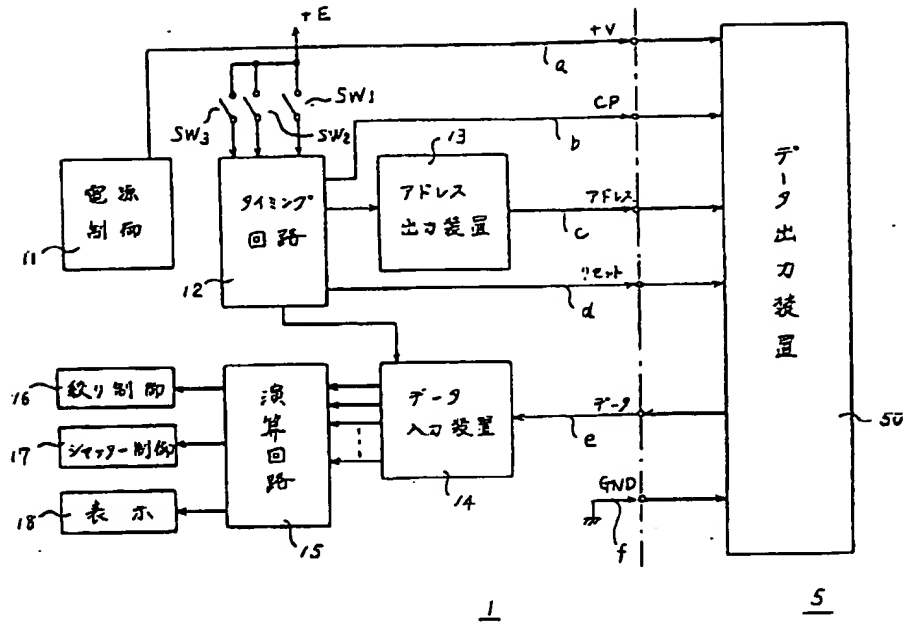 +E
+V
a
SW1
SW3
SW2
CP
b
13
電源
制御
11
タイミング
回路
12
アドレス
出力装置
アドレス
c
リセット
d
データ出力装置
50
絞り制御
16
シャッター制御
17
表示
18
演算回路
15
データ
入力装置
14
データ
e
GND
f
1
5